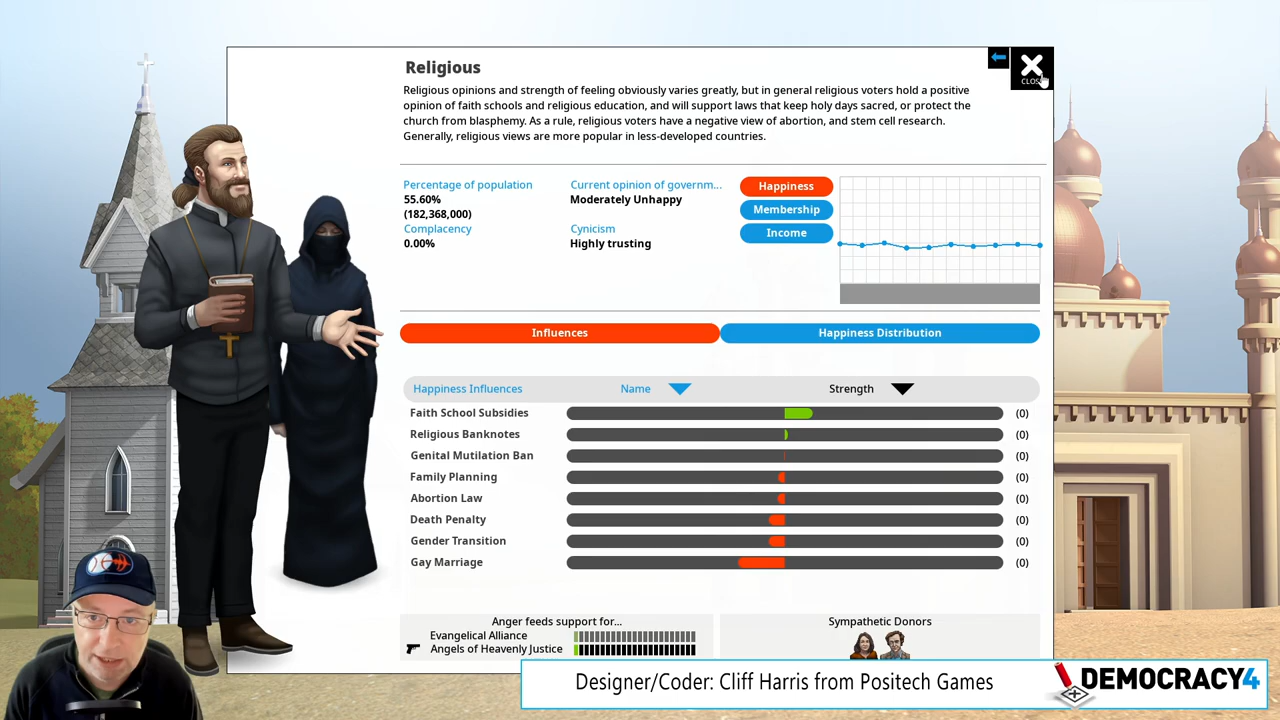 Religious
CLOSE
Religious opinions and strength of feeling obviously varies greatly, but in general religious voters hold a positive
opinion of faith schools and religious education, and will support laws that keep holy days sacred, or protect the
church from blasphemy. As a rule, religious voters have a negative view of abortion, and stem cell research.
Generally, religious views are more popular in less-developed countries.
Percentage of population
55.60%
(182,368,000)
Complacency
0.00%
Current opinion of governm...
Moderately Unhappy
Cynicism
Highly trusting
Happiness
Membership
Income
Influences
Happiness Distribution
Happiness Influences Name Strength
Faith School Subsidies (0)
Religious Banknotes (0)
Genital Mutilation Ban (0)
Family Planning (0)
Abortion Law (0)
Death Penalty (0)
Gender Transition (0)
Gay Marriage (0)
Anger feeds support for...
Evangelical Alliance
Angels of Heavenly Justice
Sympathetic Donors
Designer/Coder: Cliff Harris from Positech Games
DEMOCRACY4